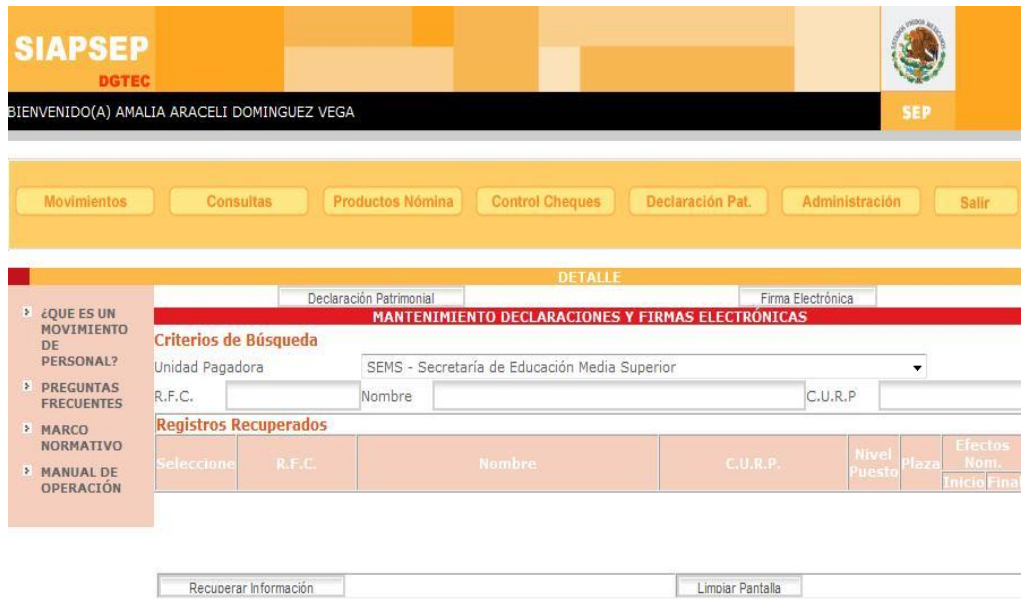 SIAPSEP
DGTEC
BIENVENIDO(A) AMALIA ARACELI DOMINGUEZ VEGA
ESTADOS UNIDOS MEXICANOS
SEP
Movimientos Consultas Productos Nómina Control Cheques Declaración Pat. Administración Salir
DETALLE
Declaración Patrimonial Firma Electrónica
MANTENIMIENTO DECLARACIONES Y FIRMAS ELECTRÓNICAS
¿QUE ES UN
MOVIMIENTO
DE
PERSONAL?
PREGUNTAS
FRECUENTES
MARCO
NORMATIVO
MANUAL DE
OPERACIÓN
Criterios de Búsqueda
Unidad Pagadora SEMS - Secretaría de Educación Media Superior
R.F.C. Nombre C.U.R.P
Registros Recuperados
Seleccione R.F.C. Nombre C.U.R.P. Nivel Puesto Plaza Efectos Nom.
Inicio Final
Recuperar Información Limpiar Pantalla